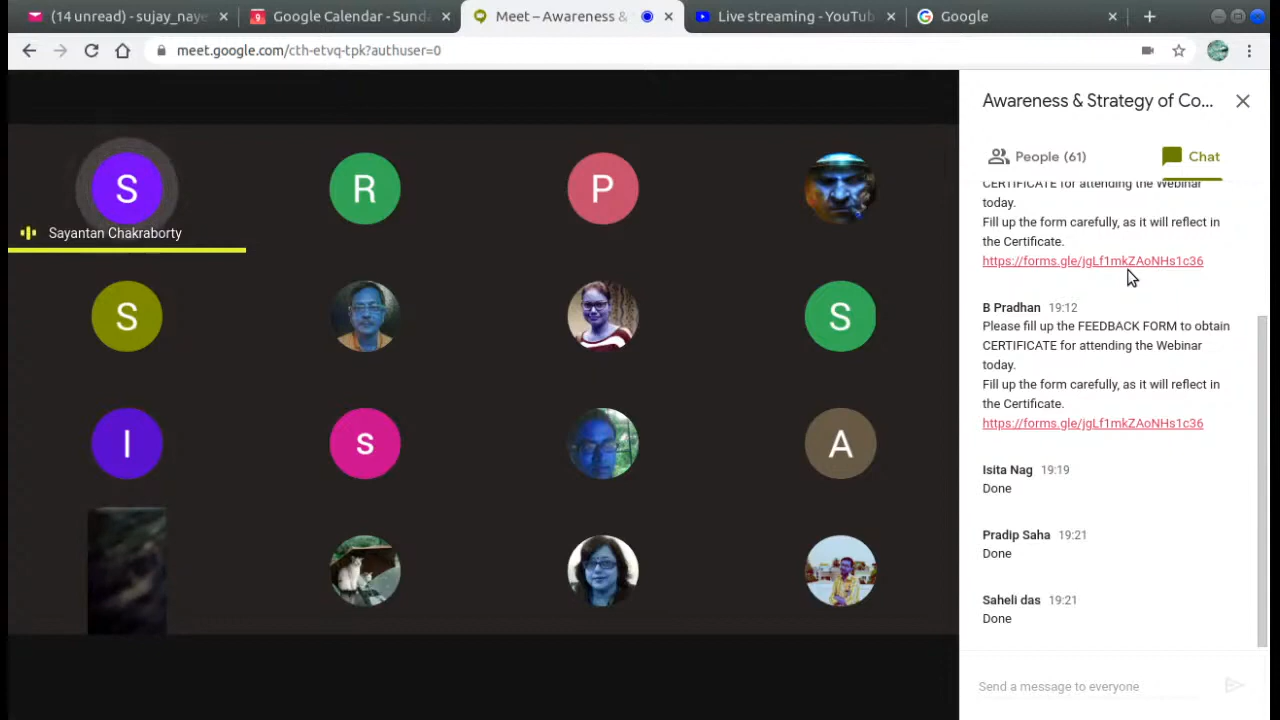 (14 unread) - sujay_naye
Google Calendar - Sunda
Meet – Awareness &
Live streaming - YouTub
Google
meet.google.com/cth-etvq-tpk?authuser=0
Awareness & Strategy of Co...
People (61)
Chat
CERTIFICATE for attending the Webinar
today.
Fill up the form carefully, as it will reflect in
the Certificate.
https://forms.gle/jgLf1mkZAoNHs1c36
B Pradhan 19:12
Please fill up the FEEDBACK FORM to obtain
CERTIFICATE for attending the Webinar
today.
Fill up the form carefully, as it will reflect in
the Certificate.
https://forms.gle/jgLf1mkZAoNHs1c36
Isita Nag 19:19
Done
Pradip Saha 19:21
Done
Saheli das 19:21
Done
Send a message to everyone
S
R
P
Sayantan Chakraborty
S
S
I
s
A